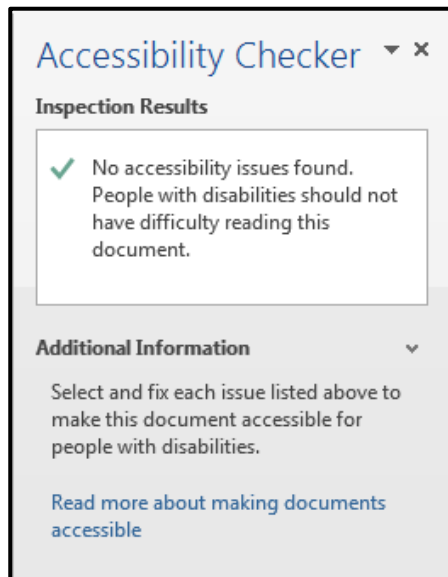 Accessibility Checker
Inspection Results
No accessibility issues found.
People with disabilities should not
have difficulty reading this
document.
Additional Information
Select and fix each issue listed above to
make this document accessible for
people with disabilities.
Read more about making documents
accessible